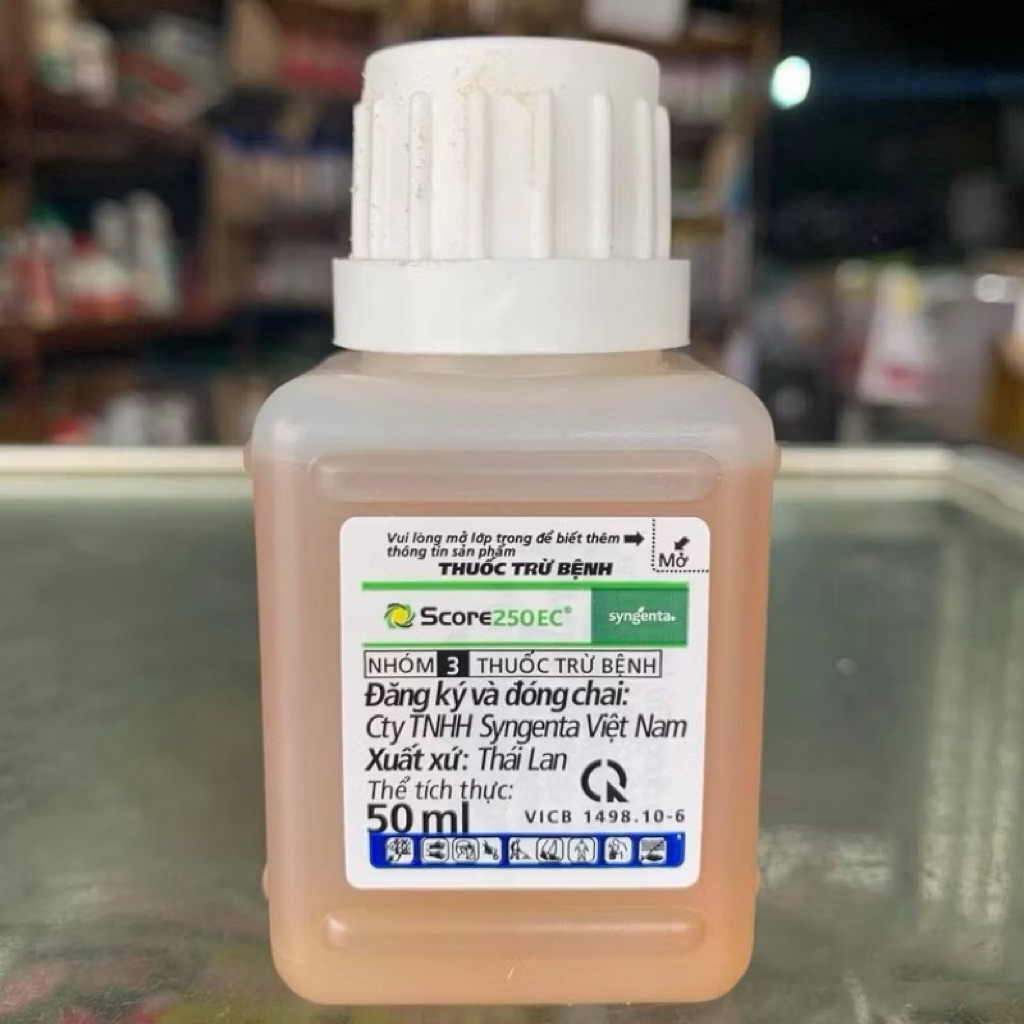 Vui lòng mở lớp trong để biết thêm
thông tin sản phẩm
Mở
THUỐC TRỪ BỆNH
Score250EC®
syngenta.
NHÓM 3 THUỐC TRỪ BỆNH
Đăng ký và đóng chai:
Cty TNHH Syngenta Việt Nam
Xuất xứ: Thái Lan
Thể tích thực:
50 ml
VICB 1498.10-6